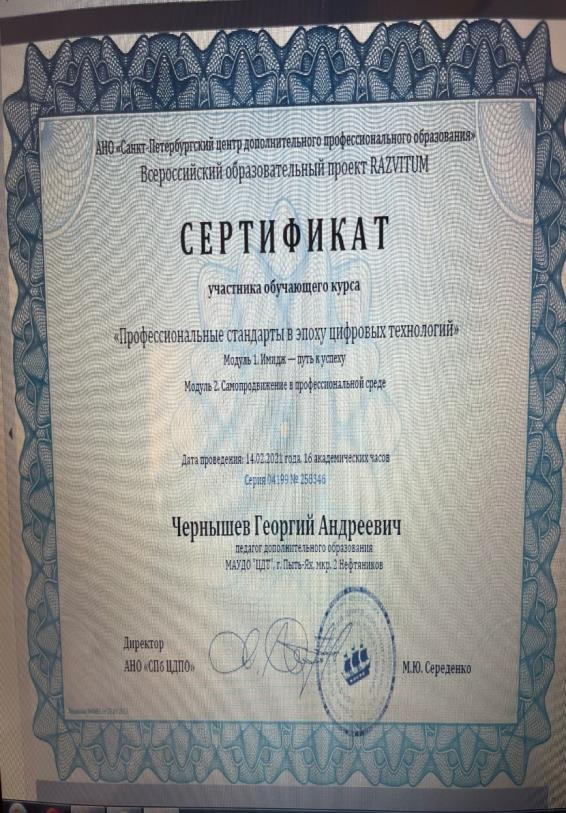 АНО «Санкт-Петербургский центр дополнительного профессионального образования»
Всероссийский образовательный проект RAZVITUM
СЕРТИФИКАТ
участника обучающего курса
«Профессиональные стандарты в эпоху цифровых технологий»
Модуль 1. Имидж — путь к успеху
Модуль 2. Самопродвижение в профессиональной среде
Дата проведения: 14.02.2021 года, 16 академических часов
Серия 04199 № 258346
Чернышев Георгий Андреевич
педагог дополнительного образования
МАУДО "ЦДТ", г. Пыть-Ях, мкр. 2 Нефтяников
Директор
АНО «СПб ЦДПО»
М.Ю. Середенко